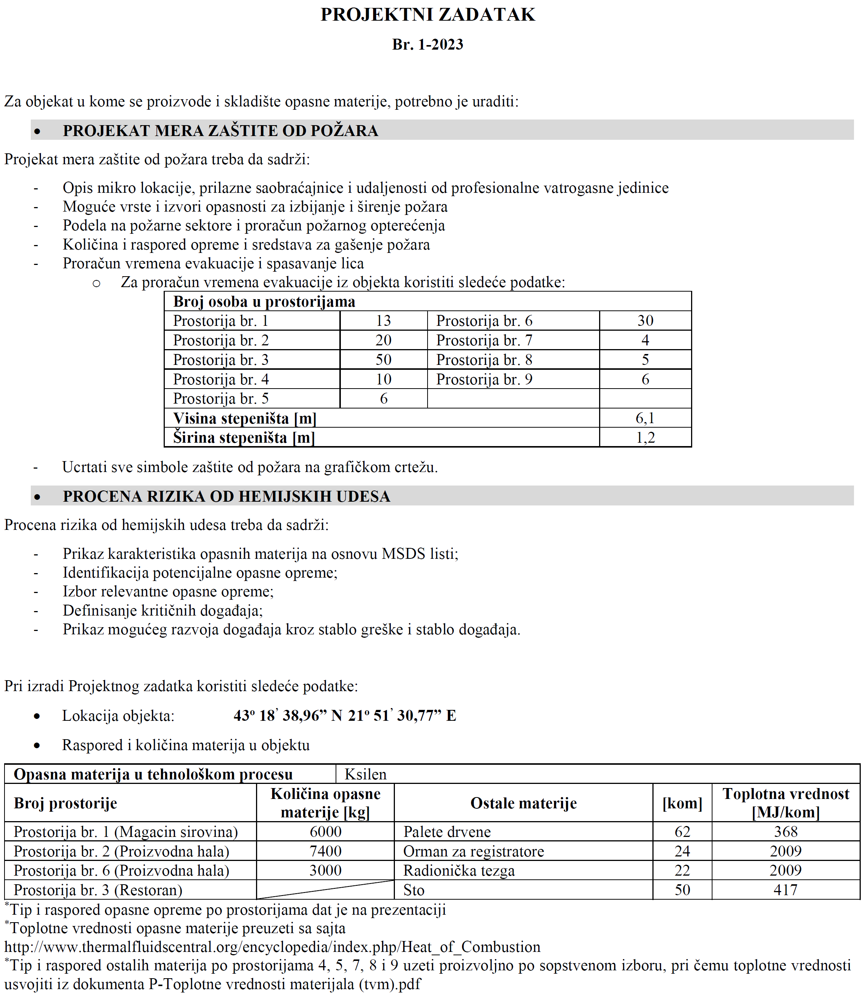 PROJEKTNI ZADATAK
Br. 1-2023
Za objekat u kome se proizvode i skladište opasne materije, potrebno je uraditi:
• PROJEKAT MERA ZAŠTITE OD POŽARA
Projekat mera zaštite od požara treba da sadrži:
- Opis mikro lokacije, prilazne saobraćajnice i udaljenosti od profesionalne vatrogasne jedinice
- Moguće vrste i izvori opasnosti za izbijanje i širenje požara
- Podela na požarne sektore i proračun požarnog opterećenja
- Količina i raspored opreme i sredstava za gašenje požara
- Proračun vremena evakuacije i spasavanje lica
o Za proračun vremena evakuacije iz objekta koristiti sledeće podatke:
Broj osoba u prostorijama
Prostorija br. 1 13 Prostorija br. 6 30
Prostorija br. 2 20 Prostorija br. 7 4
Prostorija br. 3 50 Prostorija br. 8 5
Prostorija br. 4 10 Prostorija br. 9 6
Prostorija br. 5 6
Visina stepeništa [m] 6,1
Širina stepeništa [m] 1,2
- Ucrtati sve simbole zaštite od požara na grafičkom crtežu.
• PROCENA RIZIKA OD HEMIJSKIH UDESA
Procena rizika od hemijskih udesa treba da sadrži:
- Prikaz karakteristika opasnih materija na osnovu MSDS listi;
- Identifikacija potencijalne opasne opreme;
- Izbor relevantne opasne opreme;
- Definisanje kritičnih događaja;
- Prikaz mogućeg razvoja događaja kroz stablo greške i stablo događaja.
Pri izradi Projektnog zadatka koristiti sledeće podatke:
• Lokacija objekta: 43º 18’ 38,96” N 21º 51’ 30,77” E
• Raspored i količina materija u objektu
Opasna materija u tehnološkom procesu Ksilen
Broj prostorije Količina opasne materije [kg] Ostale materije [kom] Toplotna vrednost [MJ/kom]
Prostorija br. 1 (Magacin sirovina) 6000 Palete drvene 62 368
Prostorija br. 2 (Proizvodna hala) 7400 Orman za registratore 24 2009
Prostorija br. 6 (Proizvodna hala) 3000 Radionička tezga 22 2009
Prostorija br. 3 (Restoran) Sto 50 417
*Tip i raspored opasne opreme po prostorijama dat je na prezentaciji
*Toplotne vrednosti opasne materije preuzeti sa sajta
http://www.thermalfluidscentral.org/encyclopedia/index.php/Heat_of_Combustion
*Tip i raspored ostalih materija po prostorijama 4, 5, 7, 8 i 9 uzeti proizvoljno po sopstvenom izboru, pri čemu toplotne vrednosti
usvojiti iz dokumenta P-Toplotne vrednosti materijala (tvm).pdf